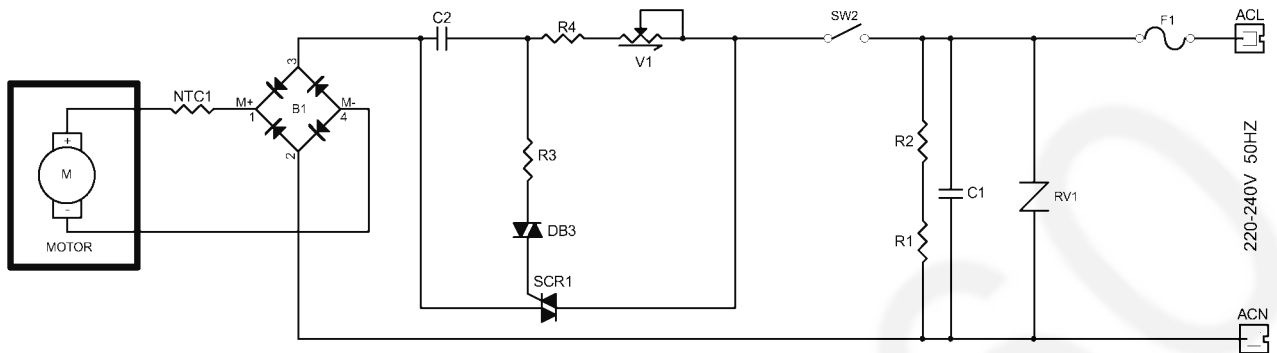 C2
R4
V1
SW2
F1
ACL
NTC1
M+
1
3
B1
M-
4
2
+
M
-
MOTOR
R3
DB3
SCR1
R2
R1
C1
RV1
220-240V 50HZ
ACN